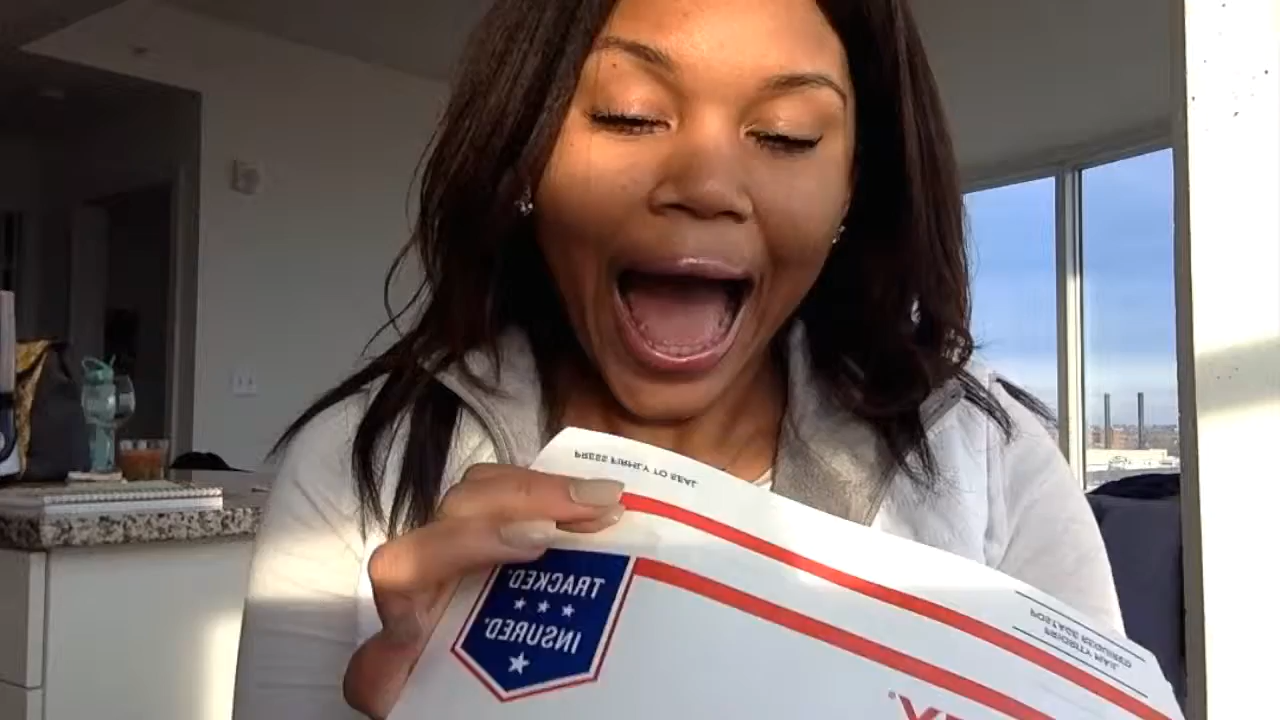 PRESS FIRMLY TO SEAL
TRACKED
INSURED
PRIORITY MAIL
POSTAGE REQUIRED